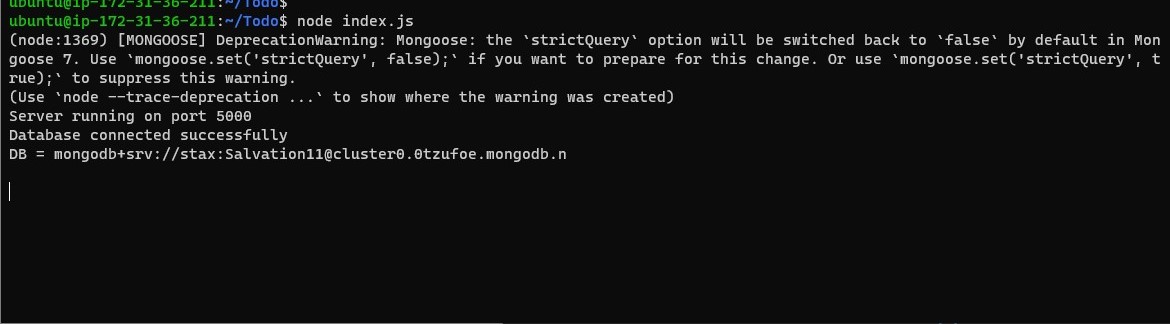 ubuntu@ip-172-31-36-211:~/Todo$
ubuntu@ip-172-31-36-211:~/Todo$ node index.js
(node:1369) [MONGOOSE] DeprecationWarning: Mongoose: the `strictQuery` option will be switched back to `false` by default in Mon
goose 7. Use `mongoose.set('strictQuery', false);` if you want to prepare for this change. Or use `mongoose.set('strictQuery', t
rue);` to suppress this warning.
(Use `node --trace-deprecation ...` to show where the warning was created)
Server running on port 5000
Database connected successfully
DB = mongodb+srv://stax:Salvation11@cluster0.0tzufoe.mongodb.n